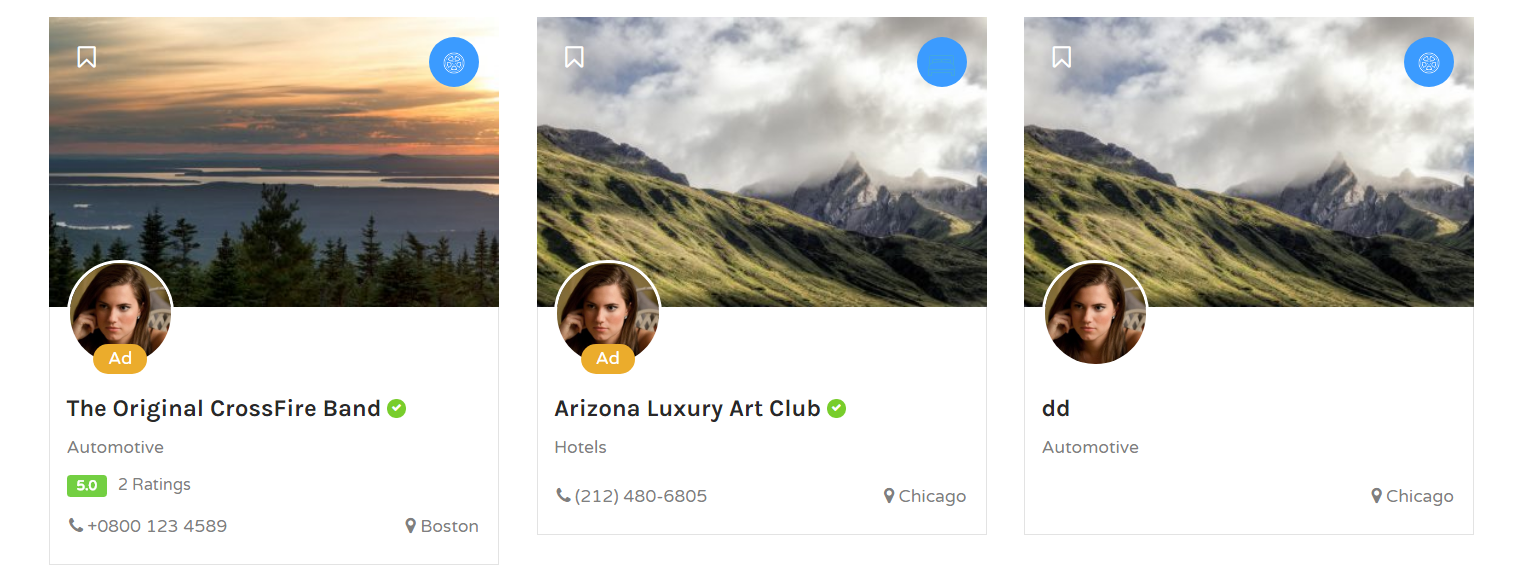 Ad
The Original CrossFire Band
Automotive
5.0 2 Ratings
+0800 123 4589 Boston
Ad
Arizona Luxury Art Club
Hotels
(212) 480-6805 Chicago
dd
Automotive
Chicago